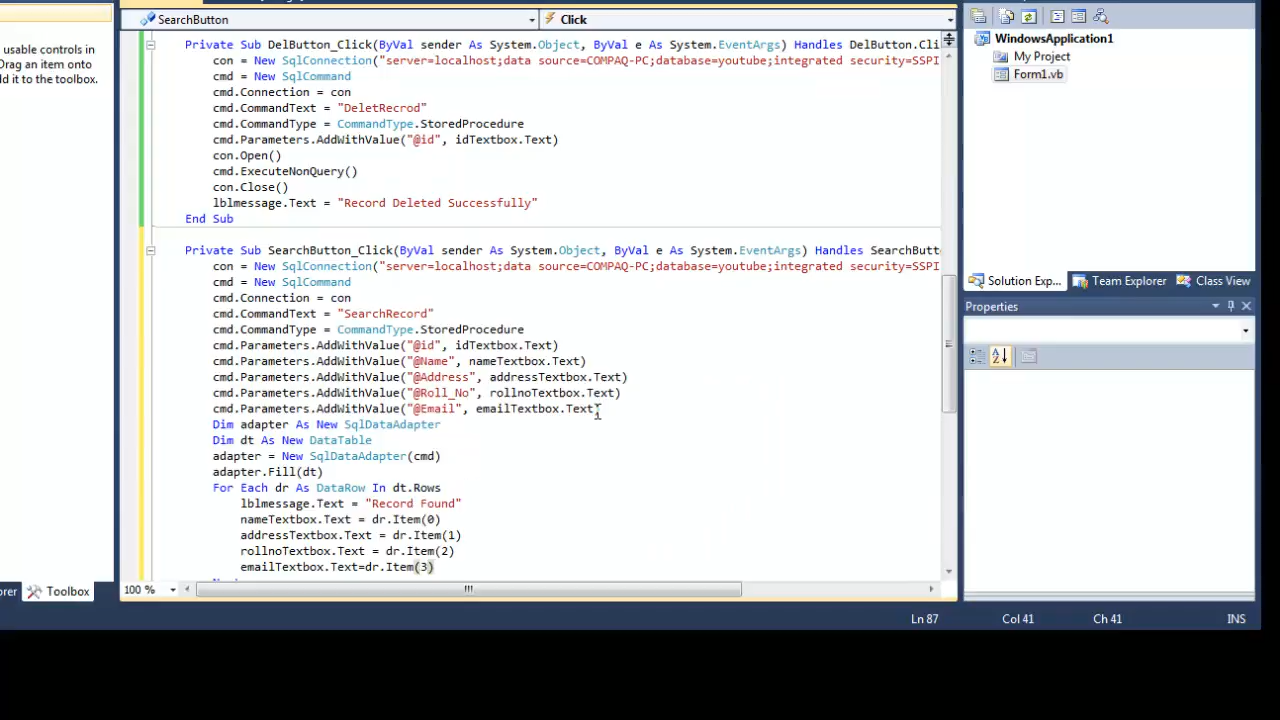 SearchButton
Click
usable controls in
Drag an item onto
d it to the toolbox.
Private Sub DelButton_Click(ByVal sender As System.Object, ByVal e As System.EventArgs) Handles DelButton.Cli
con = New SqlConnection("server=localhost;data source=COMPAQ-PC;database=youtube;integrated security=SSPI
cmd = New SqlCommand
cmd.Connection = con
cmd.CommandText = "DeletRecrod"
cmd.CommandType = CommandType.StoredProcedure
cmd.Parameters.AddWithValue("@id", idTextbox.Text)
con.Open()
cmd.ExecuteNonQuery()
con.Close()
lblmessage.Text = "Record Deleted Successfully"
End Sub
Private Sub SearchButton_Click(ByVal sender As System.Object, ByVal e As System.EventArgs) Handles SearchButt
con = New SqlConnection("server=localhost;data source=COMPAQ-PC;database=youtube;integrated security=SSPI
cmd = New SqlCommand
cmd.Connection = con
cmd.CommandText = "SearchRecord"
cmd.CommandType = CommandType.StoredProcedure
cmd.Parameters.AddWithValue("@id", idTextbox.Text)
cmd.Parameters.AddWithValue("@Name", nameTextbox.Text)
cmd.Parameters.AddWithValue("@Address", addressTextbox.Text)
cmd.Parameters.AddWithValue("@Roll_No", rollnoTextbox.Text)
cmd.Parameters.AddWithValue("@Email", emailTextbox.Text)
Dim adapter As New SqlDataAdapter
Dim dt As New DataTable
adapter = New SqlDataAdapter(cmd)
adapter.Fill(dt)
For Each dr As DataRow In dt.Rows
lblmessage.Text = "Record Found"
nameTextbox.Text = dr.Item(0)
addressTextbox.Text = dr.Item(1)
rollnoTextbox.Text = dr.Item(2)
emailTextbox.Text=dr.Item(3)
100 %
orer
Toolbox
WindowsApplication1
My Project
Form1.vb
Solution Exp...
Team Explorer
Class View
Properties
Ln 87
Col 41
Ch 41
INS